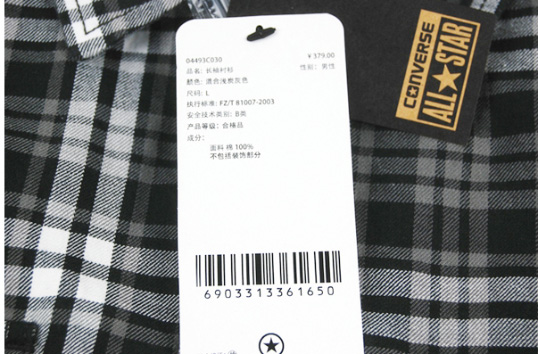 04493C030 ¥379.00
品名: 长袖衬衫 性别: 男性
颜色: 混合浅炭灰色
尺码: L
执行标准: FZ/T 81007-2003
安全技术类别: B类
产品等级: 合格品
成分:
面料 棉 100%
不包括装饰部分
6903313361650
CONVERSE
ALL★STAR